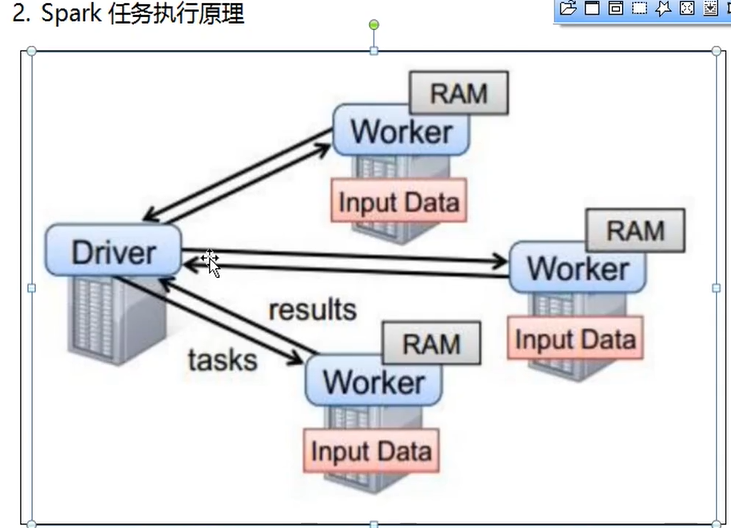 2. Spark 任务执行原理
RAM
Worker
Input Data
RAM
Driver
Worker
results
Input Data
RAM
tasks
Worker
Input Data